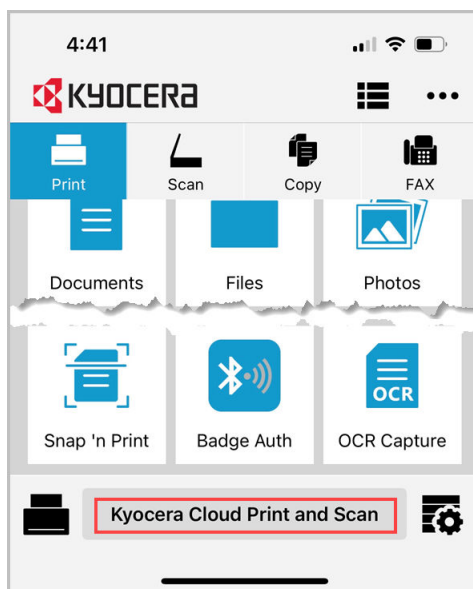 4:41
KYOCERA
Print Scan Copy FAX
Documents Files Photos
OCR
Snap 'n Print Badge Auth OCR Capture
Kyocera Cloud Print and Scan